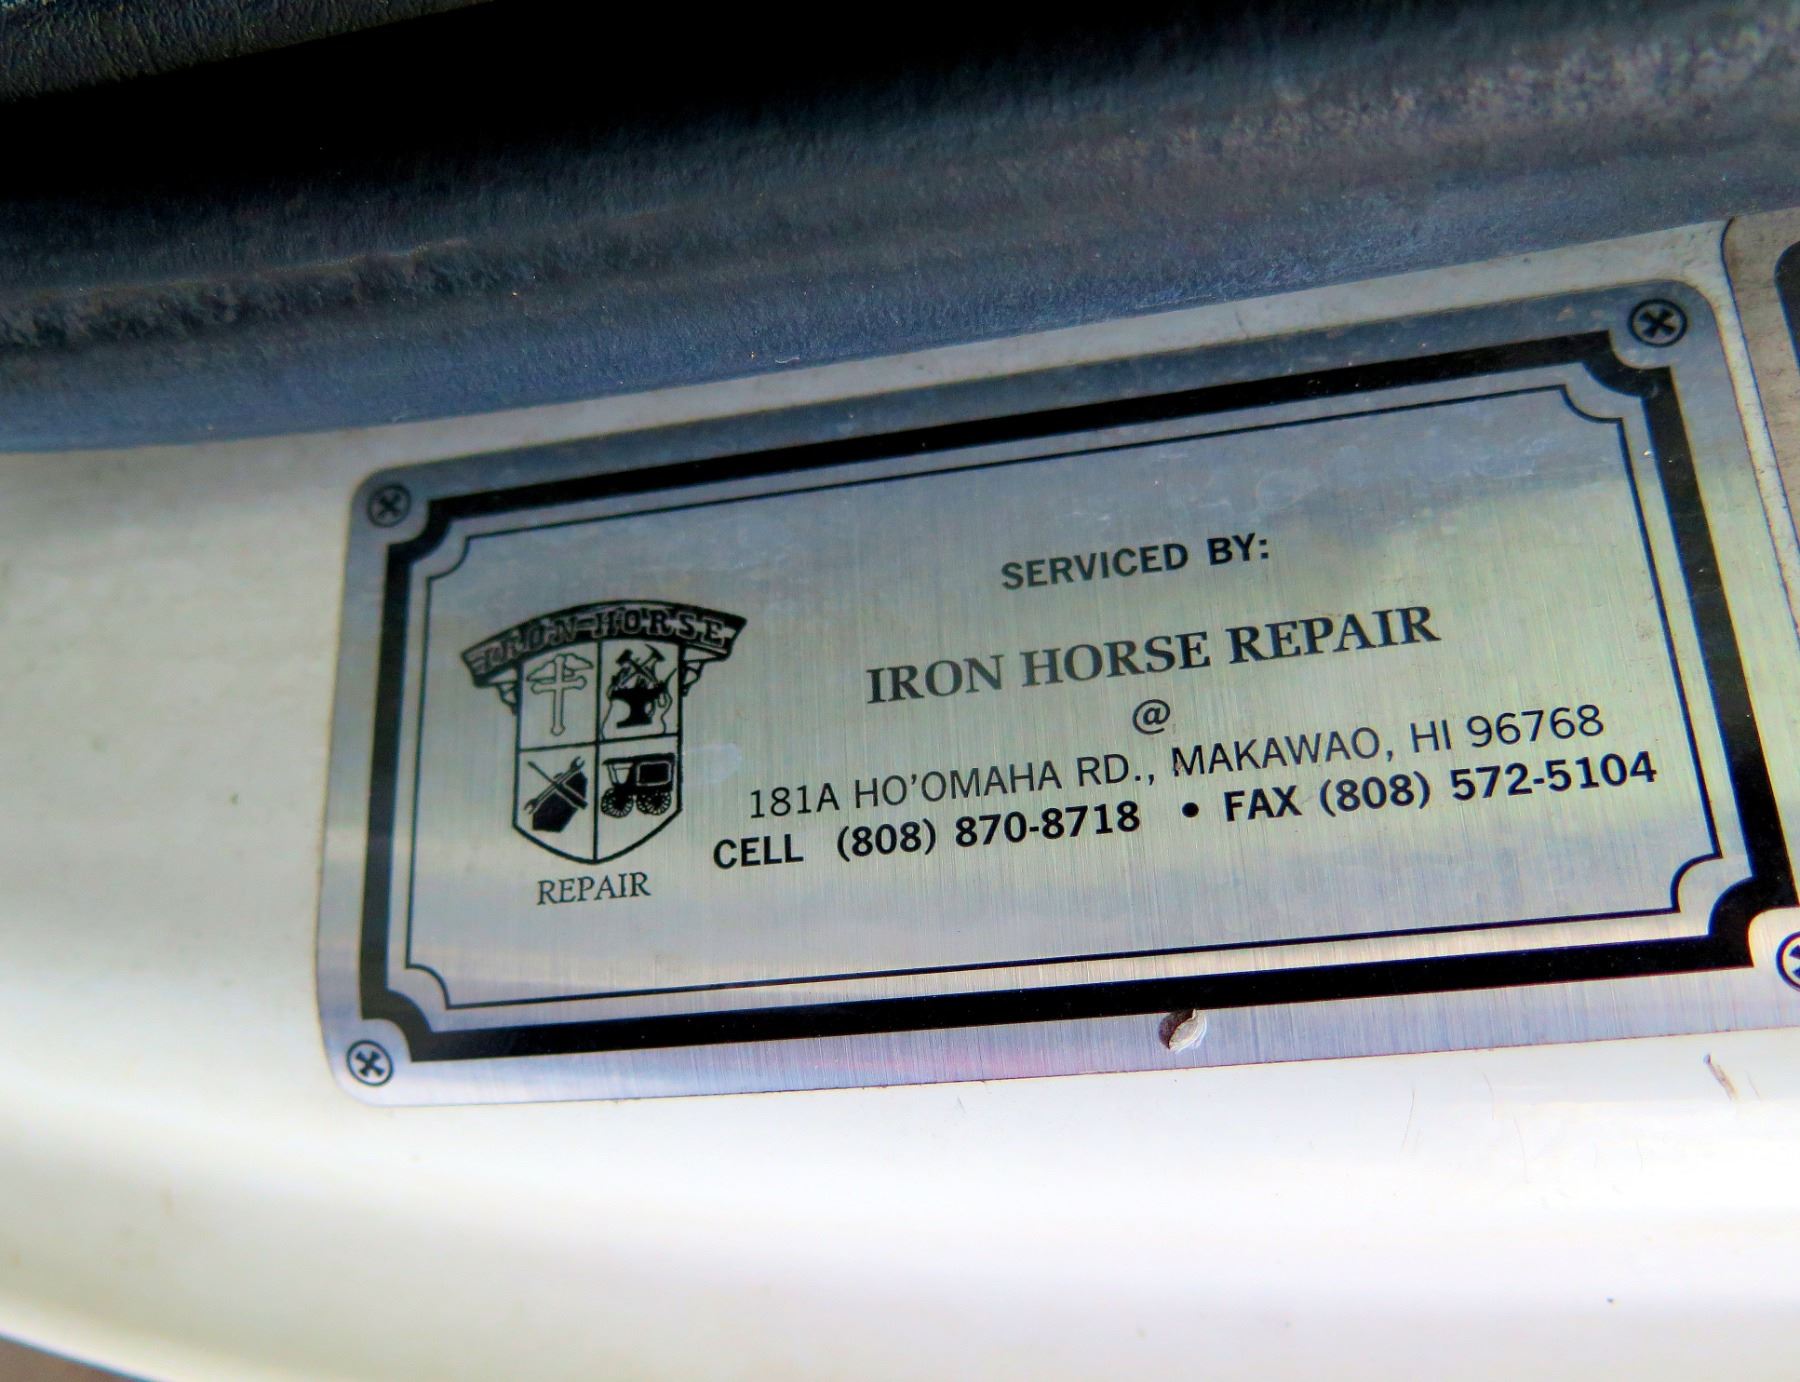 SERVICED BY:
IRON HORSE REPAIR
@
181A HO'OMAHA RD., MAKAWAO, HI 96768
CELL (808) 870-8718 • FAX (808) 572-5104
IRON HORSE
REPAIR